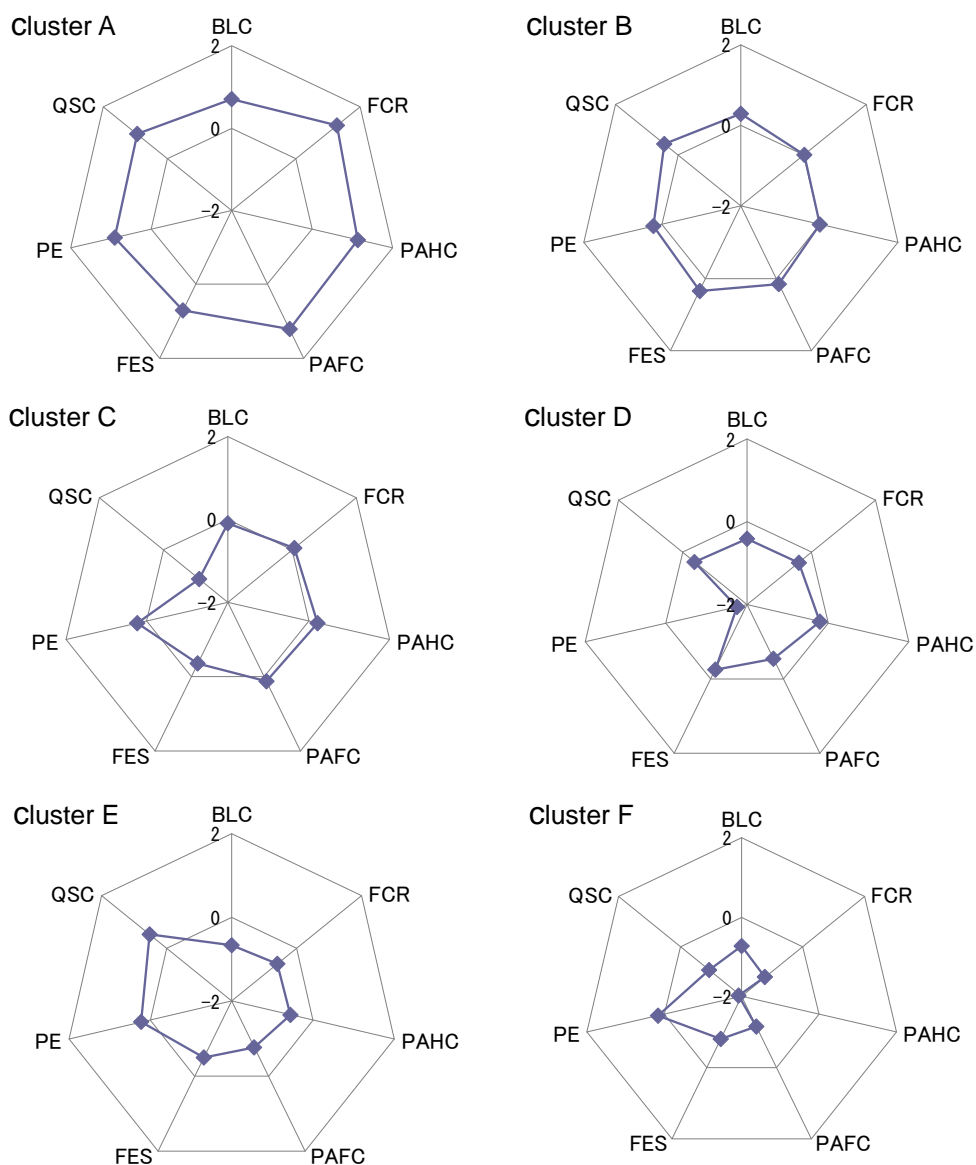 cluster A
BLC
2
FCR
QSC
0
-2
PE
PAHC
FES
PAFC
cluster B
BLC
2
QSC
FCR
0
-2
PE
PAHC
FES
PAFC
cluster C
BLC
2
QSC
FCR
0
-2
PE
PAHC
FES
PAFC
cluster D
BLC
2
QSC
FCR
0
-2
PE
PAHC
FES
PAFC
cluster E
BLC
2
QSC
FCR
0
-2
PE
PAHC
FES
PAFC
cluster F
BLC
2
QSC
FCR
0
-2
PE
PAHC
FES
PAFC